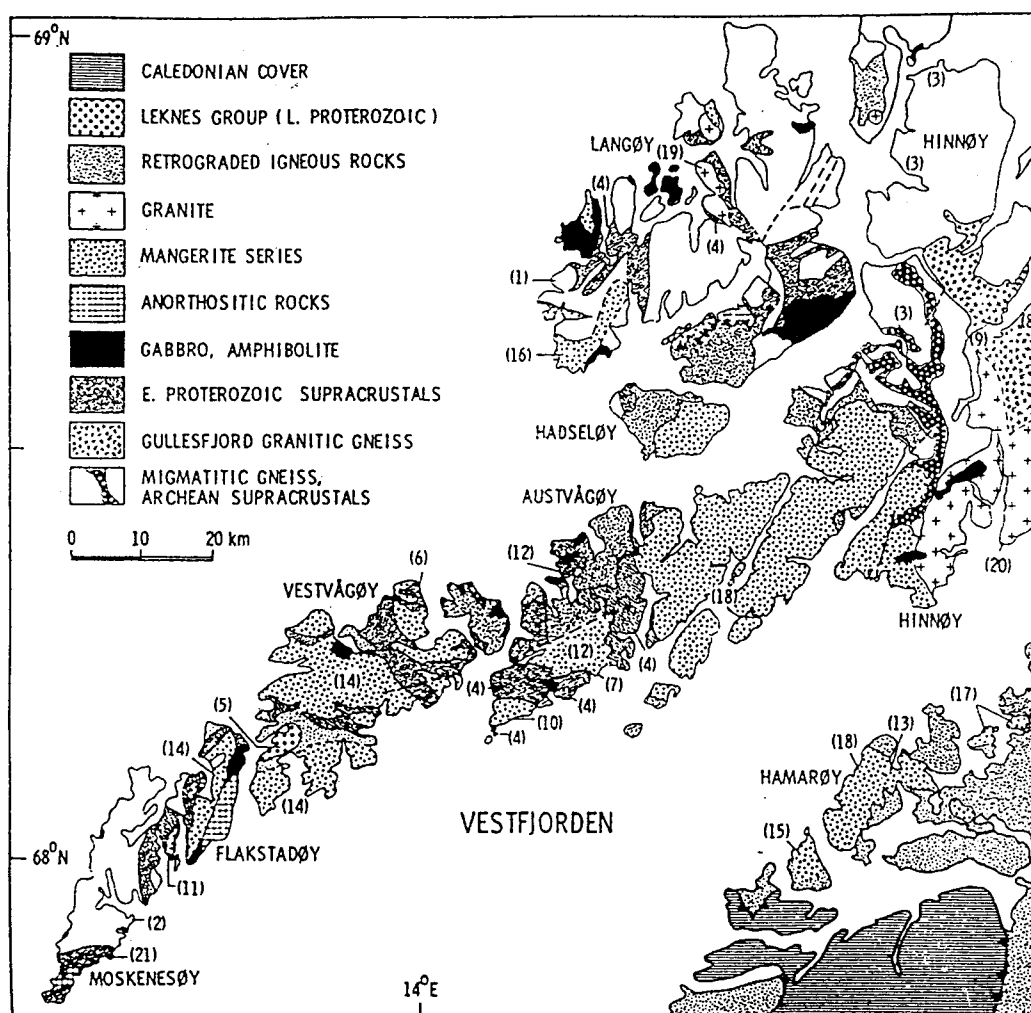 69°N
CALEDONIAN COVER
LEKNES GROUP (L. PROTEROZOIC)
RETROGRADED IGNEOUS ROCKS
GRANITE
MANGERITE SERIES
ANORTHOSITIC ROCKS
GABBRO, AMPHIBOLITE
E. PROTEROZOIC SUPRACRUSTALS
GULLESFJORD GRANITIC GNEISS
MIGMATITIC GNEISS,
ARCHEAN SUPRACRUSTALS
0 10 20 km
(3)
LANGØY
(19)
HINNØY
(3)
(4)
(4)
(1)
(3)
(9)
18
(16)
HADSELØY
AUSTVÅGØY
(12)
(20)
(6)
VESTVÅGØY
(18)
HINNØY
(12)
(4)
(14)
(4)
(7)
(4)
(10)
(4)
(5)
(17)
(14)
(13)
(18)
HAMARØY
(14)
VESTFJORDEN
(15)
68°N
FLAKSTADØY
(11)
(2)
(21)
MOSKENESØY
14°E